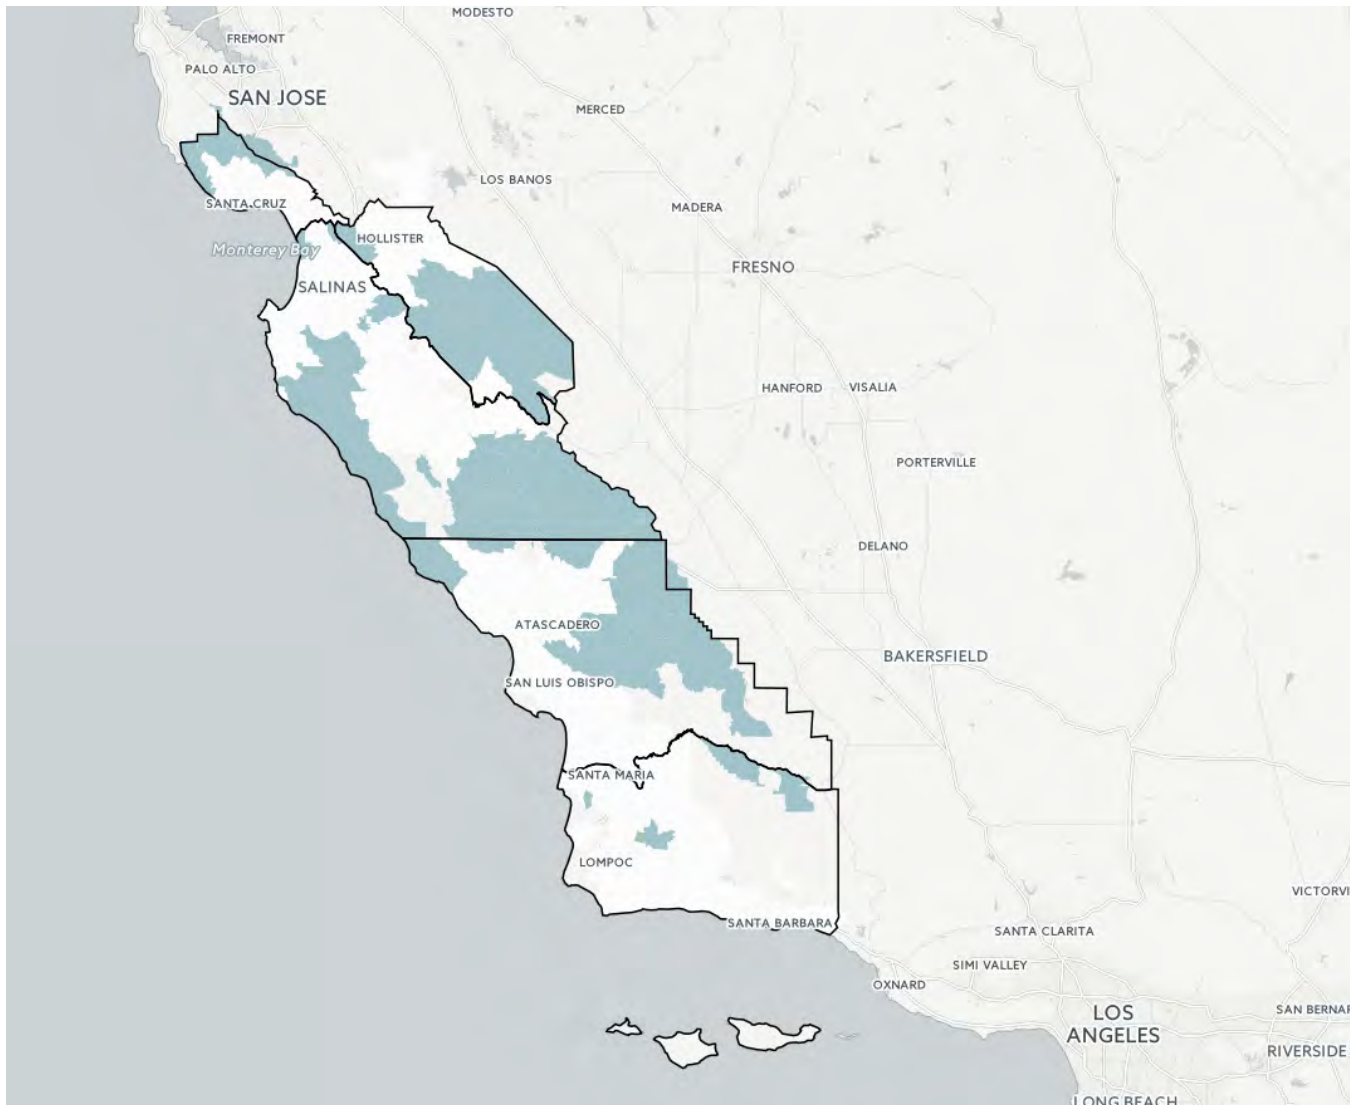 MODESTO
FREMONT
PALO ALTO
SAN JOSE
MERCED
LOS BANOS
SANTA CRUZ
MADERA
HOLLISTER
Monterey Bay
FRESNO
SALINAS
HANFORD
VISALIA
PORTERVILLE
DELANO
ATASCADERO
BAKERSFIELD
SAN LUIS OBISPO
SANTA MARIA
LOMPOC
VICTORVI
SANTA BARBARA
SANTA CLARITA
SIMI VALLEY
OXNARD
LOS
ANGELES
SAN BERNAR
RIVERSIDE
LONG BEACH